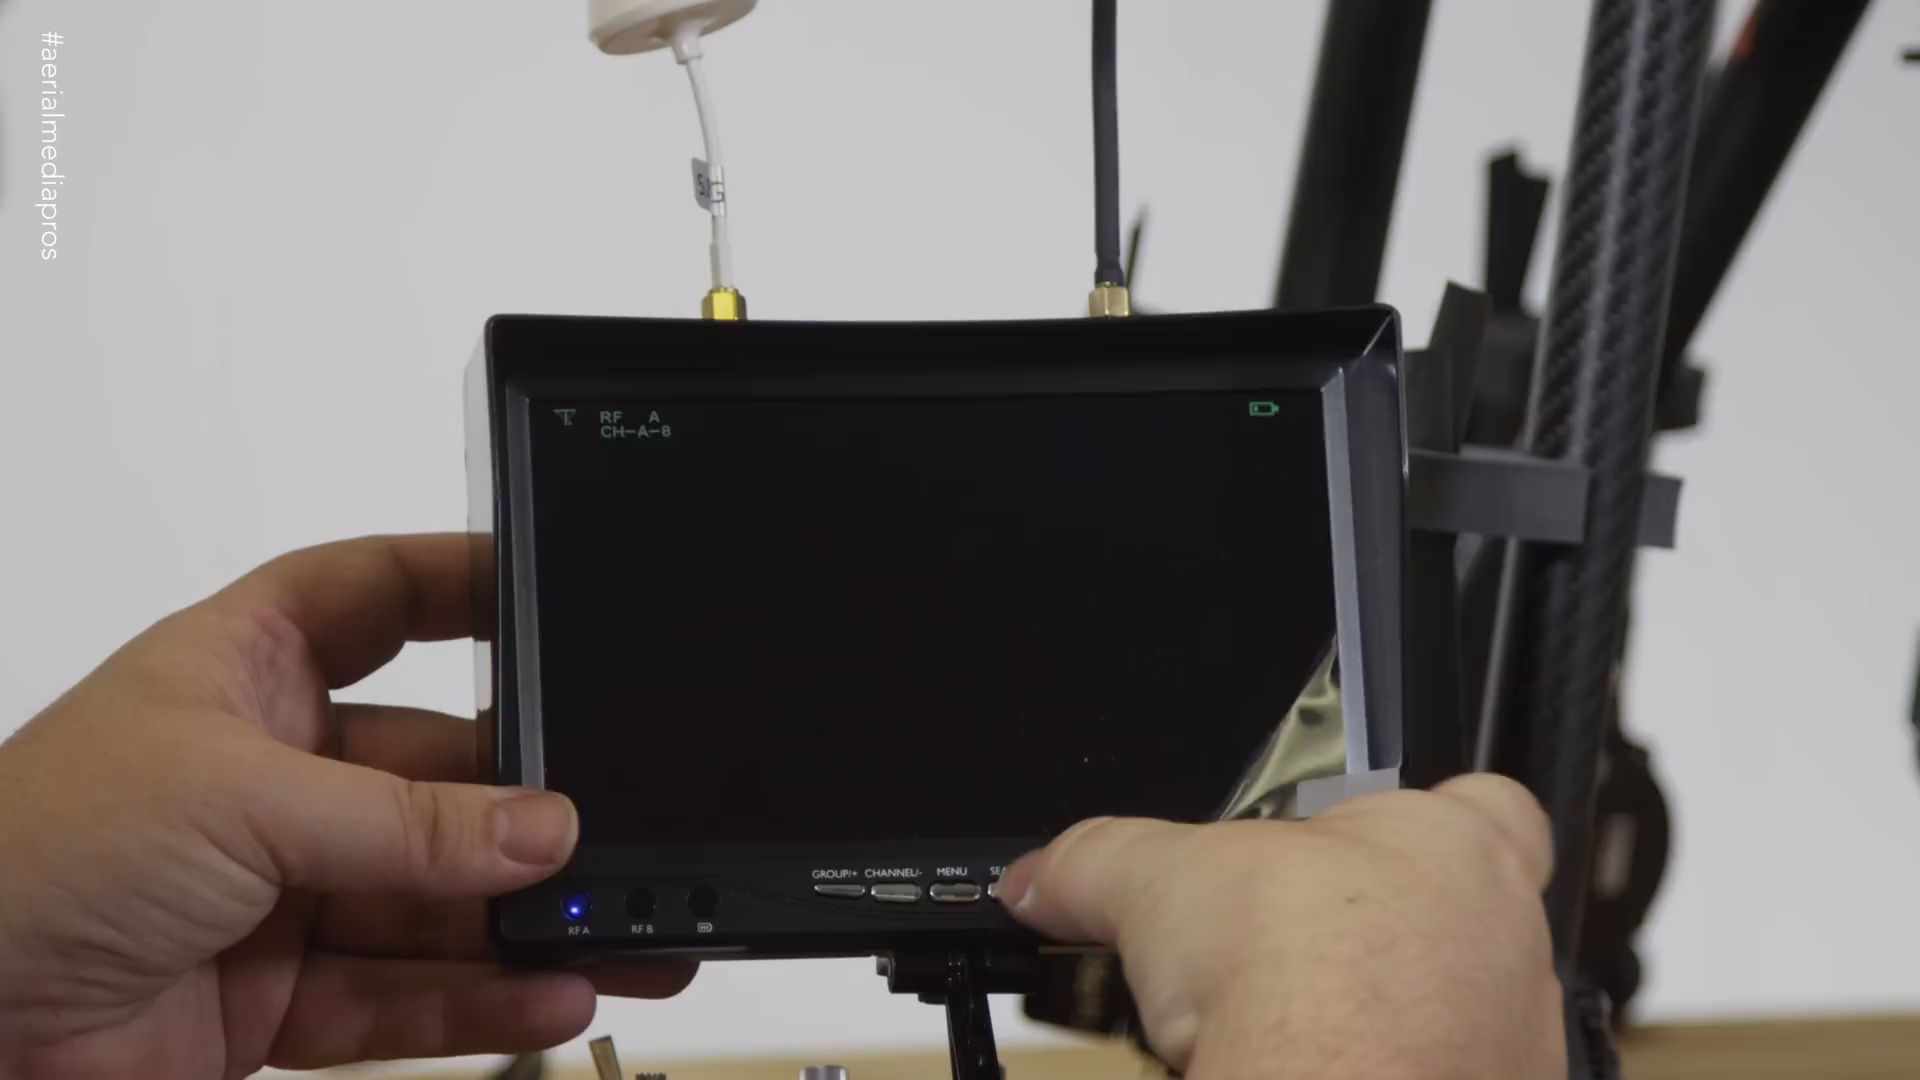 #aerialmediapros
RF A
CH-A-8
GROUP/+ CHANNEL/- MENU
RF A RF B